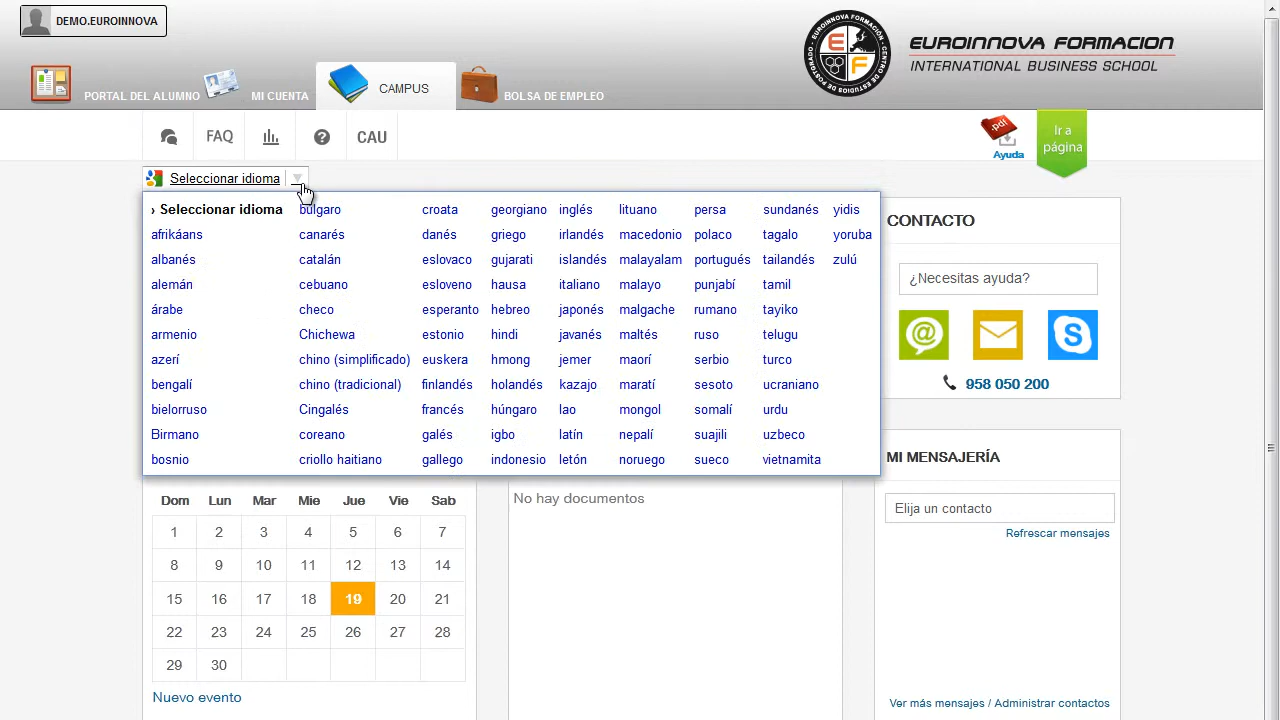 DEMO.EUROINNOVA
EUROINNOVA FORMACIÓN
CENTRO DE ESTUDIOS DE POSTGRADO
E F
EUROINNOVA FORMACION
INTERNATIONAL BUSINESS SCHOOL
PORTAL DEL ALUMNO MI CUENTA CAMPUS BOLSA DE EMPLEO
FAQ ? CAU
.pdf
Ayuda
Ir a
página
Seleccionar idioma
› Seleccionar idioma bulgaro croata georgiano inglés lituano persa sundanés yidis
afrikáans canarés danés griego irlandés macedonio polaco tagalo yoruba
albanés catalán eslovaco gujarati islandés malayalam portugués tailandés zulú
alemán cebuano esloveno hausa italiano malayo punjabí tamil
árabe checo esperanto hebreo japonés malgache rumano tayiko
armenio Chichewa estonio hindi javanés maltés ruso telugu
azerí chino (simplificado) euskera hmong jemer maorí serbio turco
bengalí chino (tradicional) finlandés holandés kazajo maratí sesoto ucraniano
bielorruso Cingalés francés húngaro lao mongol somalí urdu
Birmano coreano galés igbo latín nepalí suajili uzbeco
bosnio criollo haitiano gallego indonesio letón noruego sueco vietnamita
CONTACTO
¿Necesitas ayuda?
958 050 200
Dom Lun Mar Mie Jue Vie Sab
1 2 3 4 5 6 7
8 9 10 11 12 13 14
15 16 17 18 19 20 21
22 23 24 25 26 27 28
29 30
Nuevo evento
No hay documentos
MI MENSAJERÍA
Elija un contacto
Refrescar mensajes
Ver más mensajes / Administrar contactos